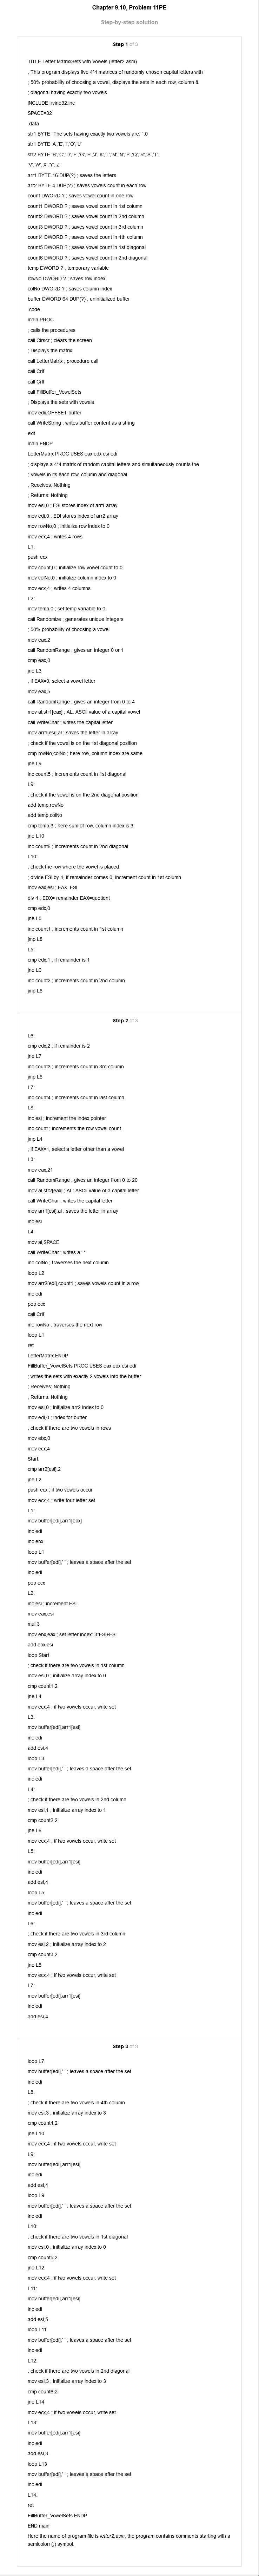 Chapter 9.10, Problem 11PE
Step-by-step solution
Step 1 of 3
TITLE Letter Matrix/Sets with Vowels (letter2.asm)
; This program displays five 4*4 matrices of randomly chosen capital letters with
; 50% probability of choosing a vowel, displays the sets in each row, column &
; diagonal having exactly two vowels
INCLUDE Irvine32.inc
SPACE=32
.data
str1 BYTE "The sets having exactly two vowels are: ",0
str1 BYTE 'A','E','I','O','U'
str2 BYTE 'B','C','D','F','G','H','J','K','L','M','N','P','Q','R','S','T',
'V','W','X','Y','Z'
arr1 BYTE 16 DUP(?) ; saves the letters
arr2 BYTE 4 DUP(?) ; saves vowels count in each row
count DWORD ? ; saves vowel count in one row
count1 DWORD ? ; saves vowel count in 1st column
count2 DWORD ? ; saves vowel count in 2nd column
count3 DWORD ? ; saves vowel count in 3rd column
count4 DWORD ? ; saves vowel count in 4th column
count5 DWORD ? ; saves vowel count in 1st diagonal
count6 DWORD ? ; saves vowel count in 2nd diagonal
temp DWORD ? ; temporary variable
rowNo DWORD ? ; saves row index
colNo DWORD ? ; saves column index
buffer DWORD 64 DUP(?) , uninitialized buffer
.code
main PROC
; calls the procedures
call Clrscr ; clears the screen
; Displays the matrix
call LetterMatrix ; procedure call
call Crlf
call Crlf
call FillBuffer_VowelSets
; Displays the sets with vowels
mov edx,OFFSET buffer
call WriteString ; writes buffer content as a string
exit
main ENDP
LetterMatrix PROC USES eax edx esi edi
; displays a 4*4 matrix of random capital letters and simultaneously counts the
; Vowels in its each row, column and diagonal
; Receives: Nothing
; Returns: Nothing
mov esi,0 ; ESI stores index of arr1 array
mov edi,0 ; EDI stores index of arr2 array
mov rowNo,0 ; initialize row index to 0
mov ecx,4 ; writes 4 rows
L1:
push ecx
mov count,0 ; initialize row vowel count to 0
mov colNo,0 ; initialize column index to 0
mov ecx,4 ; writes 4 columns
L2:
mov temp,0 ; set temp variable to 0
call Randomize ; generates unique integers
; 50% probability of choosing a vowel
mov eax,2
call RandomRange ; gives an integer 0 or 1
cmp eax,0
jne L3
; if EAX=0, select a vowel letter
mov eax,5
call RandomRange ; gives an integer from 0 to 4
mov al,str1[eax] ; AL: ASCII value of a capital vowel
call WriteChar ; writes the capital letter
mov arr1[esi],al ; saves the letter in array
; check if the vowel is on the 1st diagonal position
cmp rowNo,colNo ; here row, column index are same
jne L9
inc count5 ; increments count in 1st diagonal
L9:
; check if the vowel is on the 2nd diagonal position
add temp,rowNo
add temp,colNo
cmp temp,3 ; here sum of row, column index is 3
jne L10
inc count6 ; increments count in 2nd diagonal
L10:
; check the row where the vowel is placed
; divide ESI by 4, if remainder comes 0; increment count in 1st column
mov eax,esi ; EAX=ESI
div 4 ; EDX= remainder EAX=quotient
cmp edx,0
jne L5
inc count1 ; increments count in 1st column
jmp L8
L5:
cmp edx,1 ; if remainder is 1
jne L6
inc count2 ; increments count in 2nd column
jmp L8
Step 2 of 3
L6:
cmp edx,2 ; if remainder is 2
jne L7
inc count3 ; increments count in 3rd column
jmp L8
L7:
inc count4 ; increments count in last column
L8:
inc esi ; increment the index pointer
inc count ; increments the row vowel count
jmp L4
; if EAX=1, select a letter other than a vowel
L3:
mov eax,21
call RandomRange ; gives an integer from 0 to 20
mov al,str2[eax] ; AL: ASCII value of a capital letter
call WriteChar ; writes the capital letter
mov arr1[esi],al ; saves the letter in array
inc esi
L4:
mov al,SPACE
call WriteChar ; writes a ' '
inc colNo ; traverses the next column
loop L2
mov arr2[edi],count1 ; saves vowels count in a row
inc edi
pop ecx
call Crlf
inc rowNo ; traverses the next row
loop L1
ret
LetterMatrix ENDP
FillBuffer_VowelSets PROC USES eax ebx esi edi
; writes the sets with exactly 2 vowels into the buffer
; Receives: Nothing
; Returns: Nothing
mov esi,0 ; initialize arr2 index to 0
mov edi,0 ; index for buffer
; check if there are two vowels in rows
mov ebx,0
mov ecx,4
Start:
cmp arr2[esi],2
jne L2
push ecx ; if two vowels occur
mov ecx,4 ; write four letter set
L1:
mov buffer[edi],arr1[ebx]
inc edi
inc ebx
loop L1
mov buffer[edi],' ' ; leaves a space after the set
inc edi
pop ecx
L2:
inc esi ; increment ESI
mov eax,esi
mul 3
mov ebx,eax ; set letter index: 3*ESI+ESI
add ebx,esi
loop Start
; check if there are two vowels in 1st column
mov esi,0 ; initialize array index to 0
cmp count1,2
jne L4
mov ecx,4 ; if two vowels occur, write set
L3:
mov buffer[edi],arr1[esi]
inc edi
add esi,4
loop L3
mov buffer[edi],' ' ; leaves a space after the set
inc edi
L4:
; check if there are two vowels in 2nd column
mov esi,1 ; initialize array index to 1
cmp count2,2
jne L6
mov ecx,4 ; if two vowels occur, write set
L5:
mov buffer[edi],arr1[esi]
inc edi
add esi,4
loop L5
mov buffer[edi],' ' ; leaves a space after the set
inc edi
L6:
; check if there are two vowels in 3rd column
mov esi,2 ; initialize array index to 2
cmp count3,2
jne L8
mov ecx,4 ; if two vowels occur, write set
L7:
mov buffer[edi],arr1[esi]
inc edi
add esi,4
Step 3 of 3
loop L7
mov buffer[edi],' ' ; leaves a space after the set
inc edi
L8:
; check if there are two vowels in 4th column
mov esi,3 ; initialize array index to 3
cmp count4,2
jne L10
mov ecx,4 ; if two vowels occur, write set
L9:
mov buffer[edi],arr1[esi]
inc edi
add esi,4
loop L9
mov buffer[edi],' ' ; leaves a space after the set
inc edi
L10:
; check if there are two vowels in 1st diagonal
mov esi,0 ; initialize array index to 0
cmp count5,2
jne L12
mov ecx,4 ; if two vowels occur, write set
L11:
mov buffer[edi],arr1[esi]
inc edi
add esi,5
loop L11
mov buffer[edi],' ' ; leaves a space after the set
inc edi
L12:
; check if there are two vowels in 2nd diagonal
mov esi,3 ; initialize array index to 3
cmp count6,2
jne L14
mov ecx,4 ; if two vowels occur, write set
L13:
mov buffer[edi],arr1[esi]
inc edi
add esi,3
loop L13
mov buffer[edi],' ' ; leaves a space after the set
inc edi
L14:
ret
FillBuffer_VowelSets ENDP
END main
Here the name of program file is letter2.asm; the program contains comments starting with a
semicolon (;) symbol.